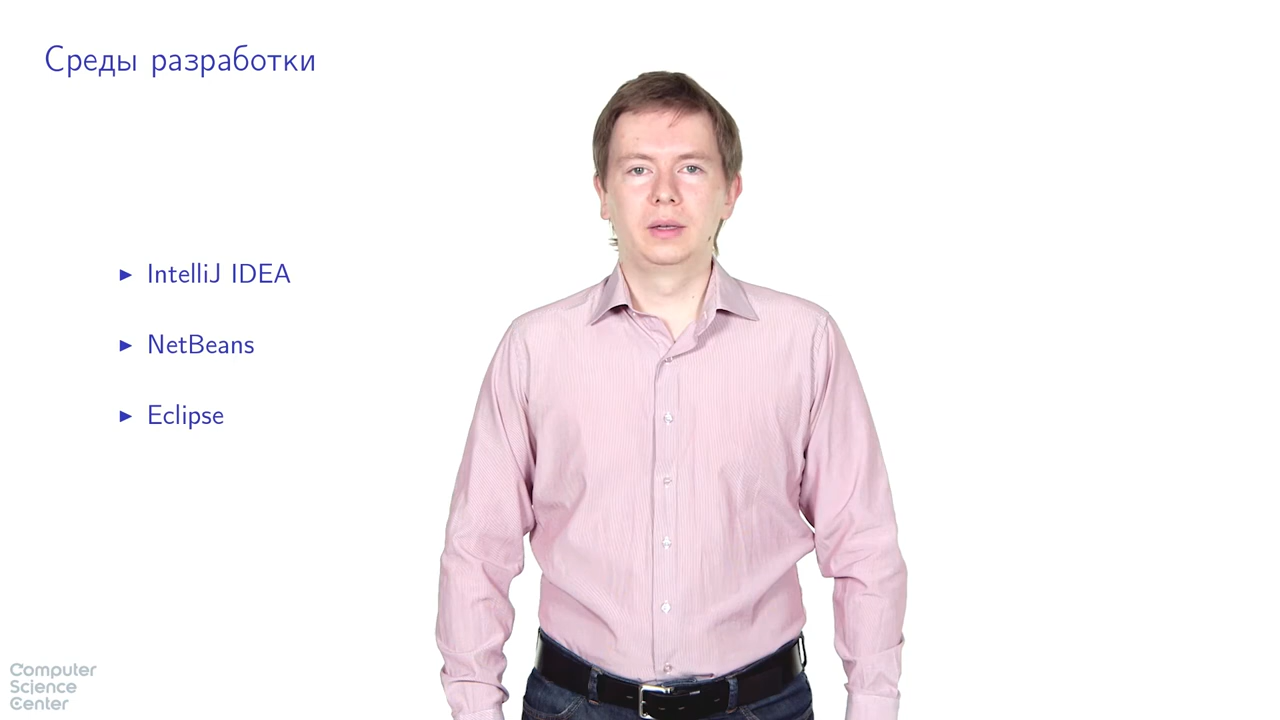 Среды разработки
► IntelliJ IDEA
► NetBeans
► Eclipse
Computer
Science
Center